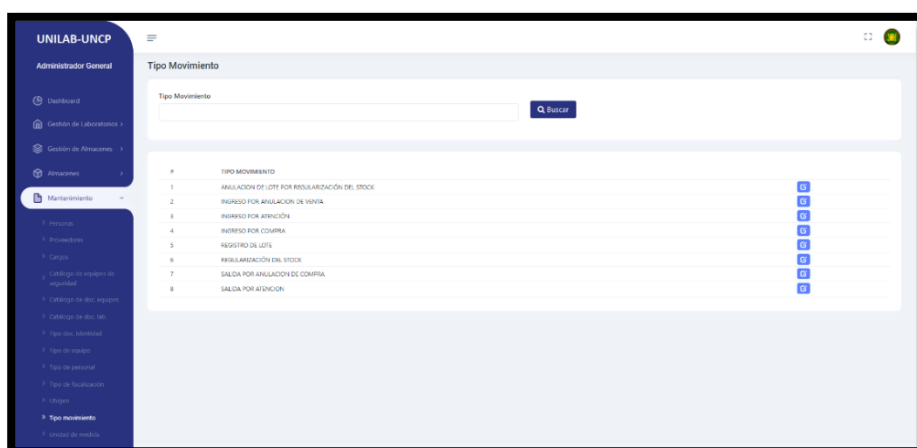 UNILAB-UNCP
Administrador General
Dashboard
Gestión de Laboratorios
Gestión de Almacenes
Almacenes
Mantenimiento
Personas
Proveedores
Cargos
Catálogo de equipos de
seguridad
Catálogo de doc. equipos
Catálogo de doc. lab.
Tipo doc. Identidad
Tipo de equipo
Tipo de personal
Tipo de fiscalización
Utiliges
Tipo movimiento
Unidad de medida
Tipo Movimiento
Tipo Movimiento
Buscar
# TIPO MOVIMIENTO
1 ANULACION DE LOTE POR REGULARIZACIÓN DEL STOCK
2 INGRESO POR ANULACION DE VENTA
3 INGRESO POR ATENCIÓN
4 INGRESO POR COMPRA
5 REGISTRO DE LOTE
6 REGULARIZACIÓN DEL STOCK
7 SALIDA POR ANULACION DE COMPRA
8 SALIDA POR ATENCION